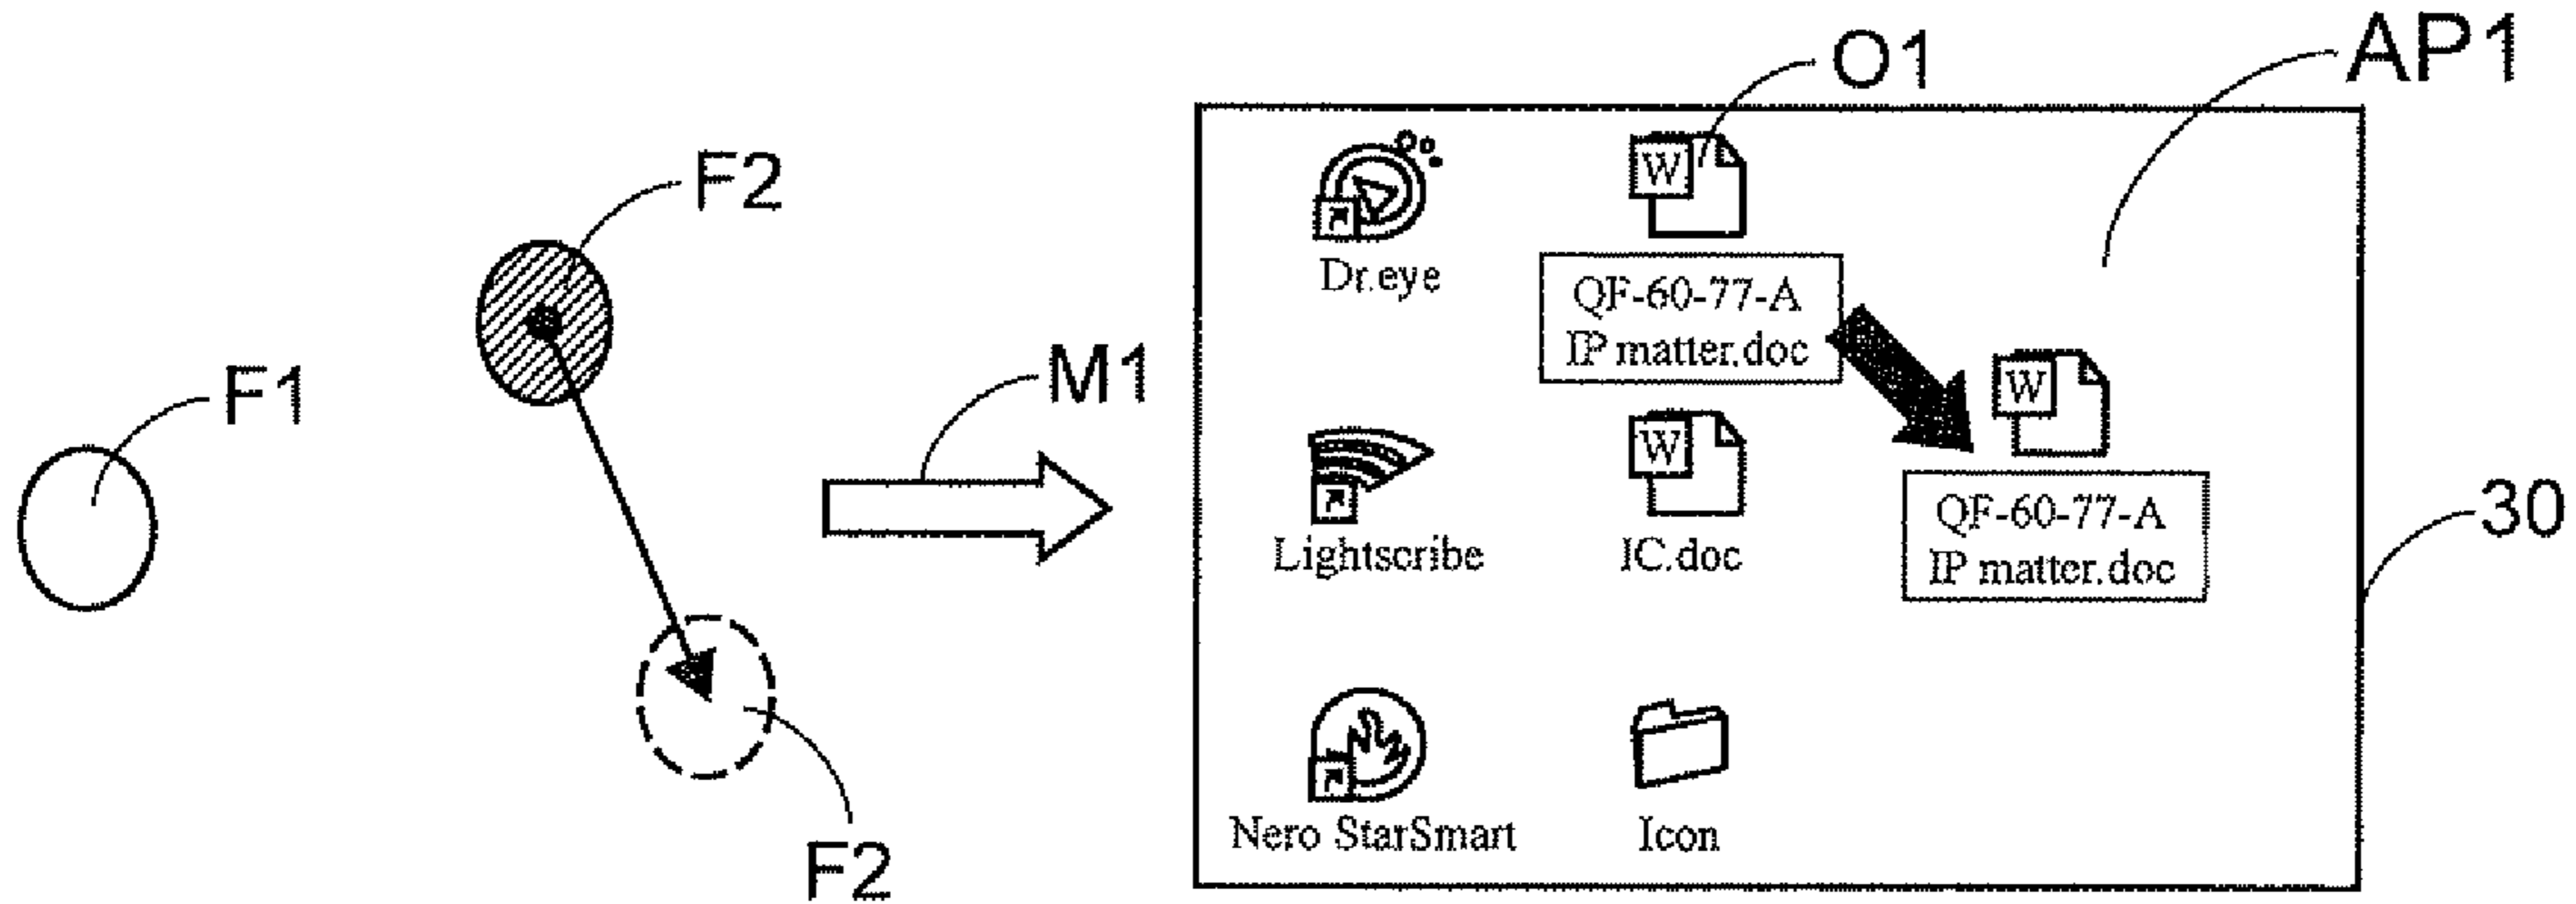 F1
F2
F2
M1
O1
AP1
30
Dr.eye
QF-60-77-A
IP matter.doc
W
W
W
Lightscribe
IC.doc
QF-60-77-A
IP matter.doc
Nero StarSmart
Icon